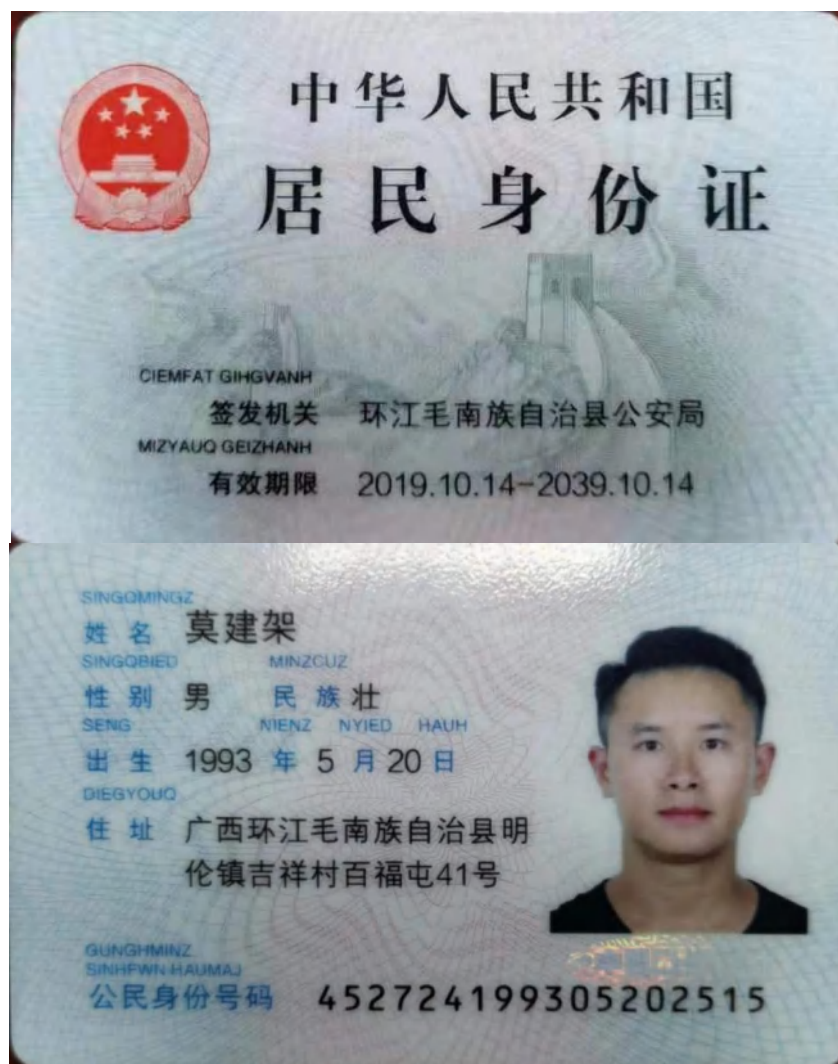 中华人民共和国
居民身份证
CIEMFAT GIHGVANH
签发机关 环江毛南族自治县公安局
MIZYAUQ GEIZHANH
有效期限 2019.10.14-2039.10.14
SINGQMINGZ
姓名 莫建架
SINGQBIED MINZCUZ
性别 男 民族 壮
SENG NIENZ NYIED HAUH
出生 1993 年 5 月 20 日
DIEGYOUQ
住址 广西环江毛南族自治县明
伦镇吉祥村百福屯41号
GUNGHMINZ
SINHFWN HAUMAJ
公民身份号码 452724199305202515